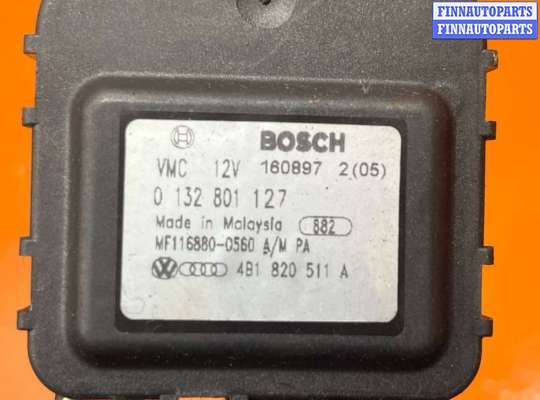 FINNAUTOPARTS
FINNAUTOPARTS
BOSCH
VMC 12V 160897 2(05)
0 132 801 127
Made in Malaysia 882
MF116880-0560 A/M PA
4B1 820 511 A